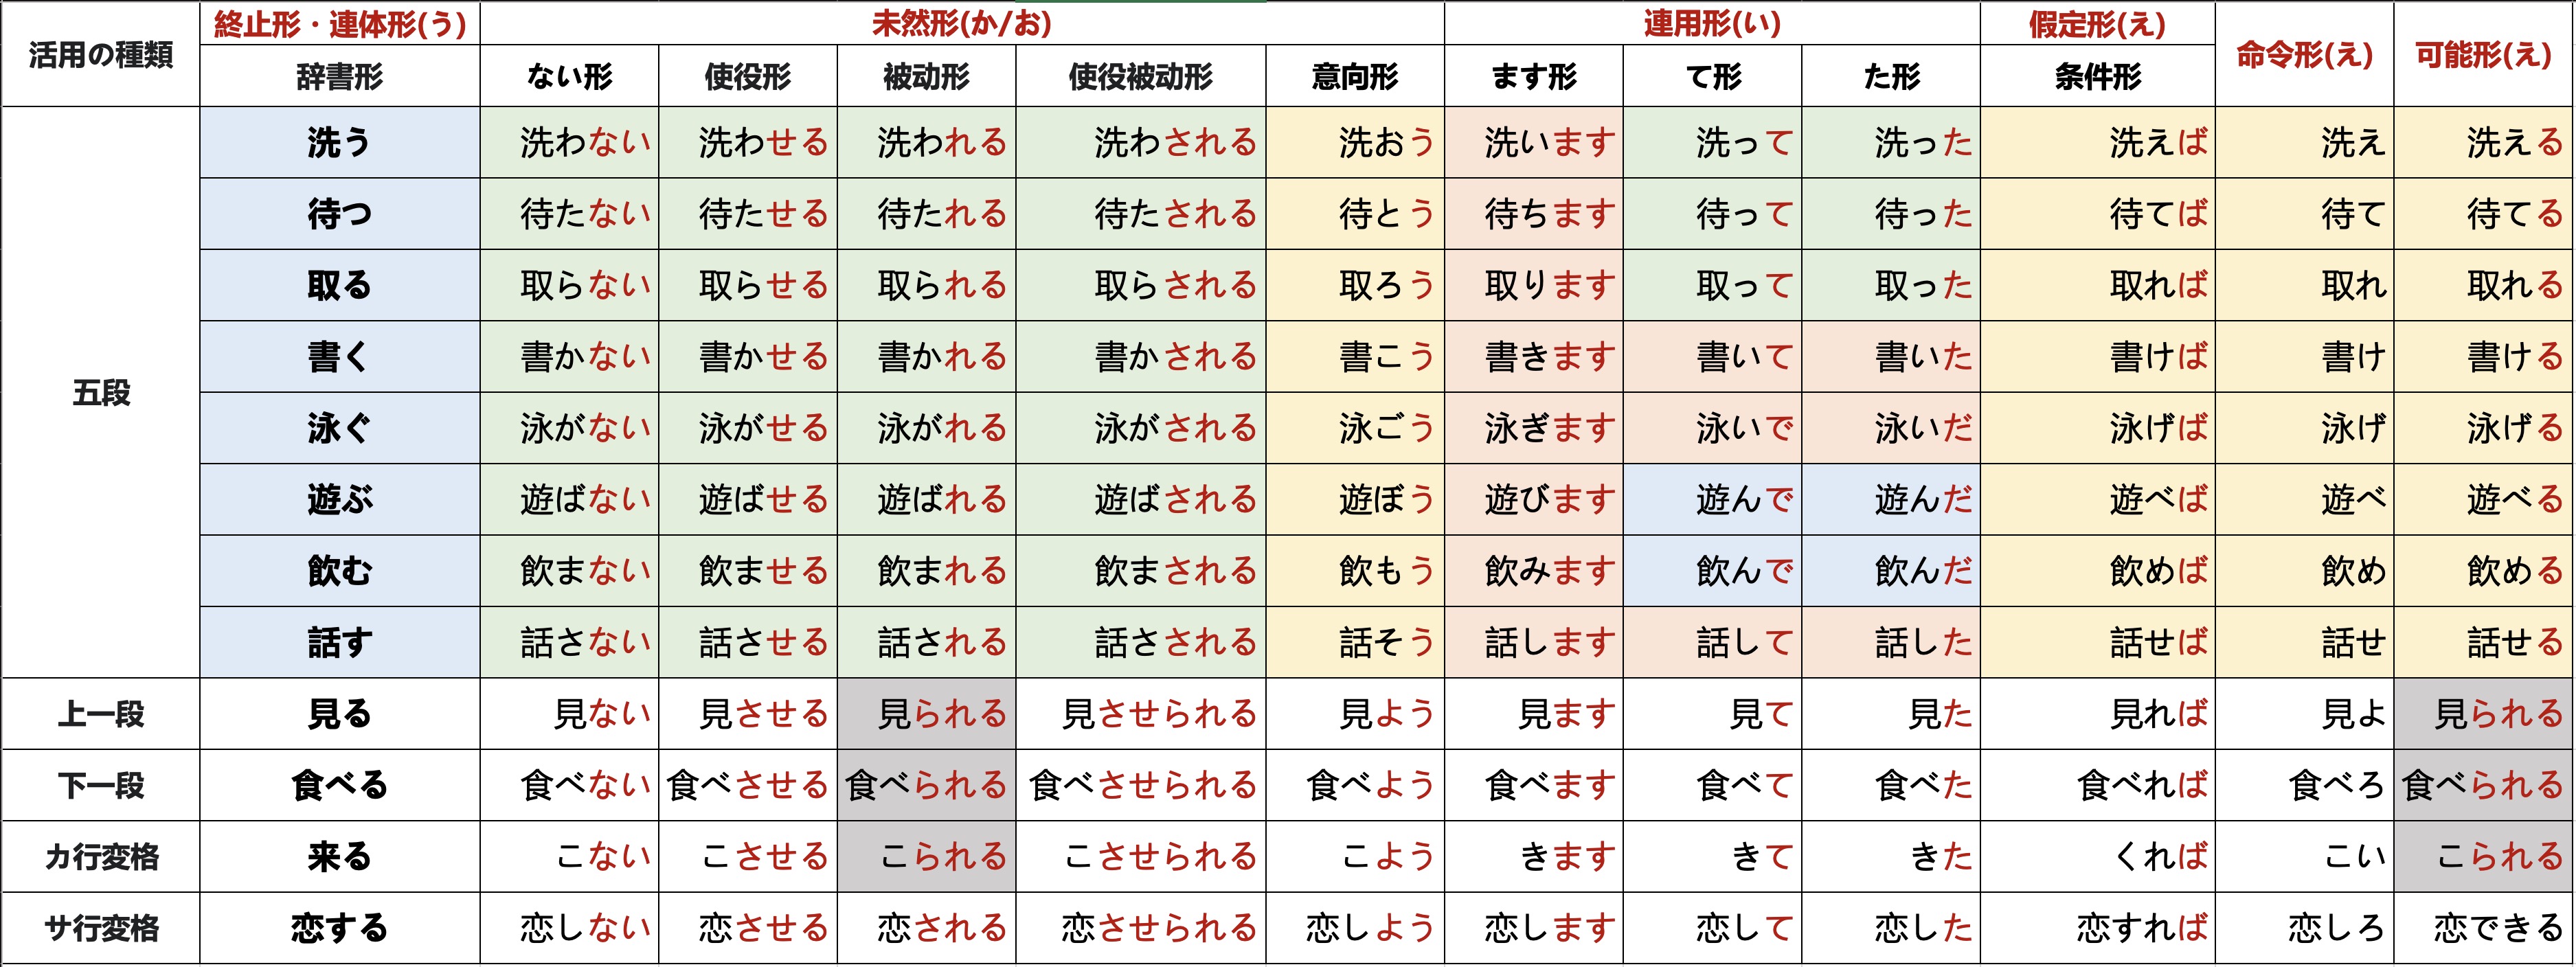 活用の種類 終止形・連体形(う) 未然形(か/お) 連用形(い) 仮定形(え) 命令形(え) 可能形(え)
辞書形 ない形 使役形 被动形 使役被动形 意向形 ます形 て形 た形 条件形
五段 洗う 洗わない 洗わせる 洗われる 洗わされる 洗おう 洗います 洗って 洗った 洗えば 洗え 洗える
待つ 待たない 待たせる 待たれる 待たされる 待とう 待ちます 待って 待った 待てば 待て 待てる
取る 取らない 取らせる 取られる 取らされる 取ろう 取ります 取って 取った 取れば 取れ 取れる
書く 書かない 書かせる 書かれる 書かされる 書こう 書きます 書いて 書いた 書けば 書け 書ける
泳ぐ 泳がない 泳がせる 泳がれる 泳がされる 泳ごう 泳ぎます 泳いで 泳いだ 泳げば 泳げ 泳げる
遊ぶ 遊ばない 遊ばせる 遊ばれる 遊ばされる 遊ぼう 遊びます 遊んで 遊んだ 遊べば 遊べ 遊べる
飲む 飲まない 飲ませる 飲まれる 飲まされる 飲もう 飲みます 飲んで 飲んだ 飲めば 飲め 飲める
話す 話さない 話させる 話される 話さされる 話そう 話します 話して 話した 話せば 話せ 話せる
上一段 見る 見ない 見させる 見られる 見させられる 見よう 見ます 見て 見た 見れば 見よ 見られる
下一段 食べる 食べない 食べさせる 食べられる 食べさせられる 食べよう 食べます 食べて 食べた 食べれば 食べろ 食べられる
カ行変格 来る こない こさせる こられる こさせられる こよう きます きて きた くれば こい こられる
サ行変格 恋する 恋しない 恋させる 恋される 恋させられる 恋しよう 恋します 恋して 恋した 恋すれば 恋しろ 恋できる